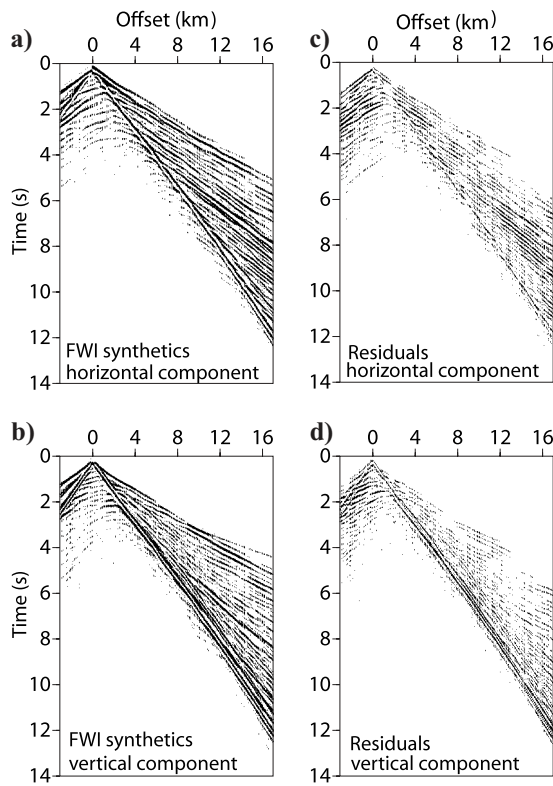 a)
Offset (km)
0 4 8 12 16
0
2
4
6
8
10
12
14
Time (s)
FWI synthetics
horizontal component
c)
Offset (km)
0 4 8 12 16
0
2
4
6
8
10
12
14
Residuals
horizontal component
b)
0 4 8 12 16
0
2
4
6
8
10
12
14
Time (s)
FWI synthetics
vertical component
d)
0 4 8 12 16
0
2
4
6
8
10
12
14
Residuals
vertical component